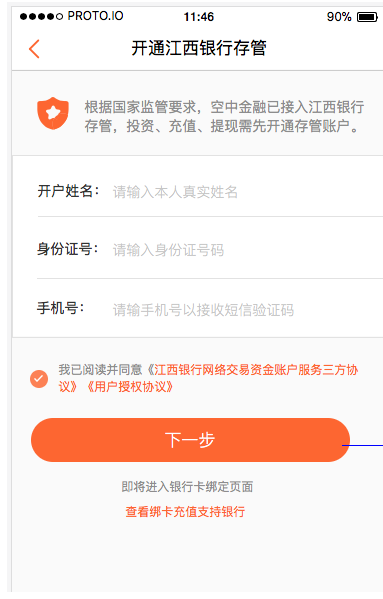 PROTO.IO 11:46 90%
开通江西银行存管
根据国家监管要求，空中金融已接入江西银行
存管，投资、充值、提现需先开通存管账户。
开户姓名： 请输入本人真实姓名
身份证号： 请输入身份证号码
手机号： 请输手机号以接收短信验证码
我已阅读并同意《江西银行网络交易资金账户服务三方协
议》《用户授权协议》
下一步
即将进入银行卡绑定页面
查看绑卡充值支持银行